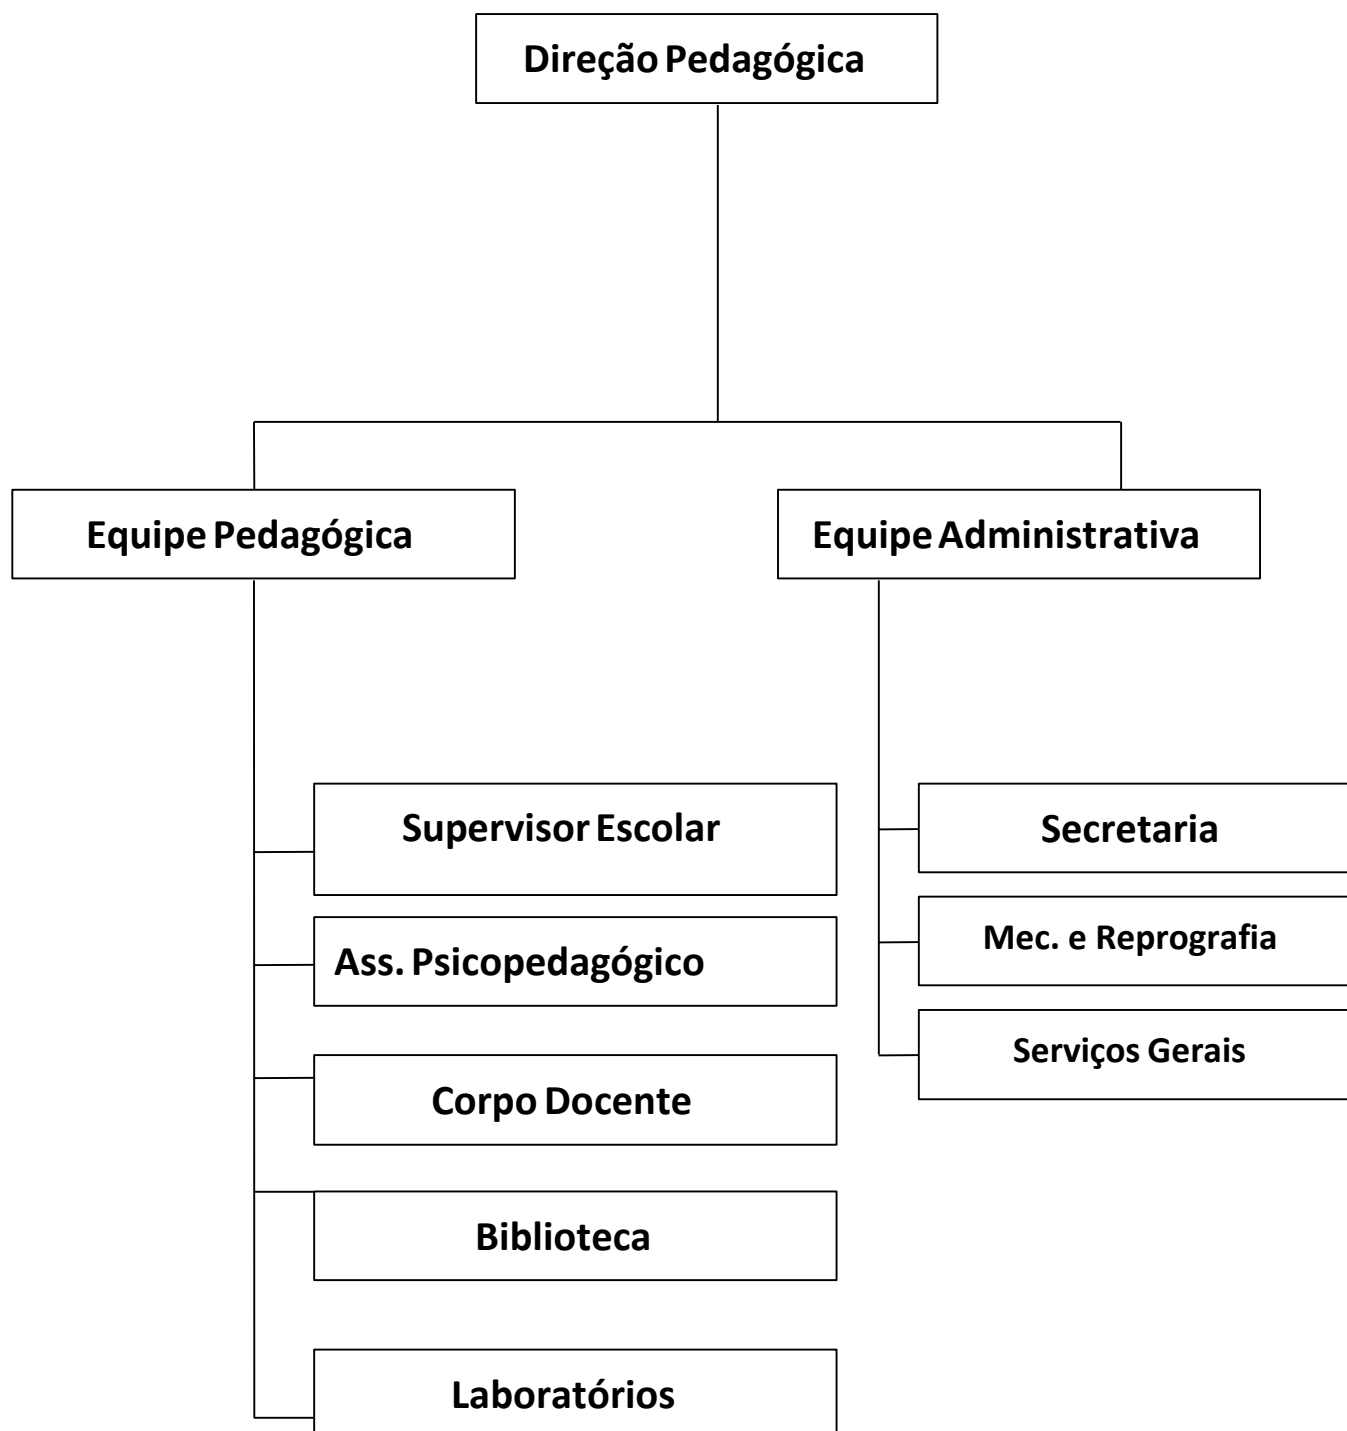 Direção Pedagógica
Equipe Pedagógica
Equipe Administrativa
Supervisor Escolar
Ass. Psicopedagógico
Corpo Docente
Biblioteca
Laboratórios
Secretaria
Mec. e Reprografia
Serviços Gerais